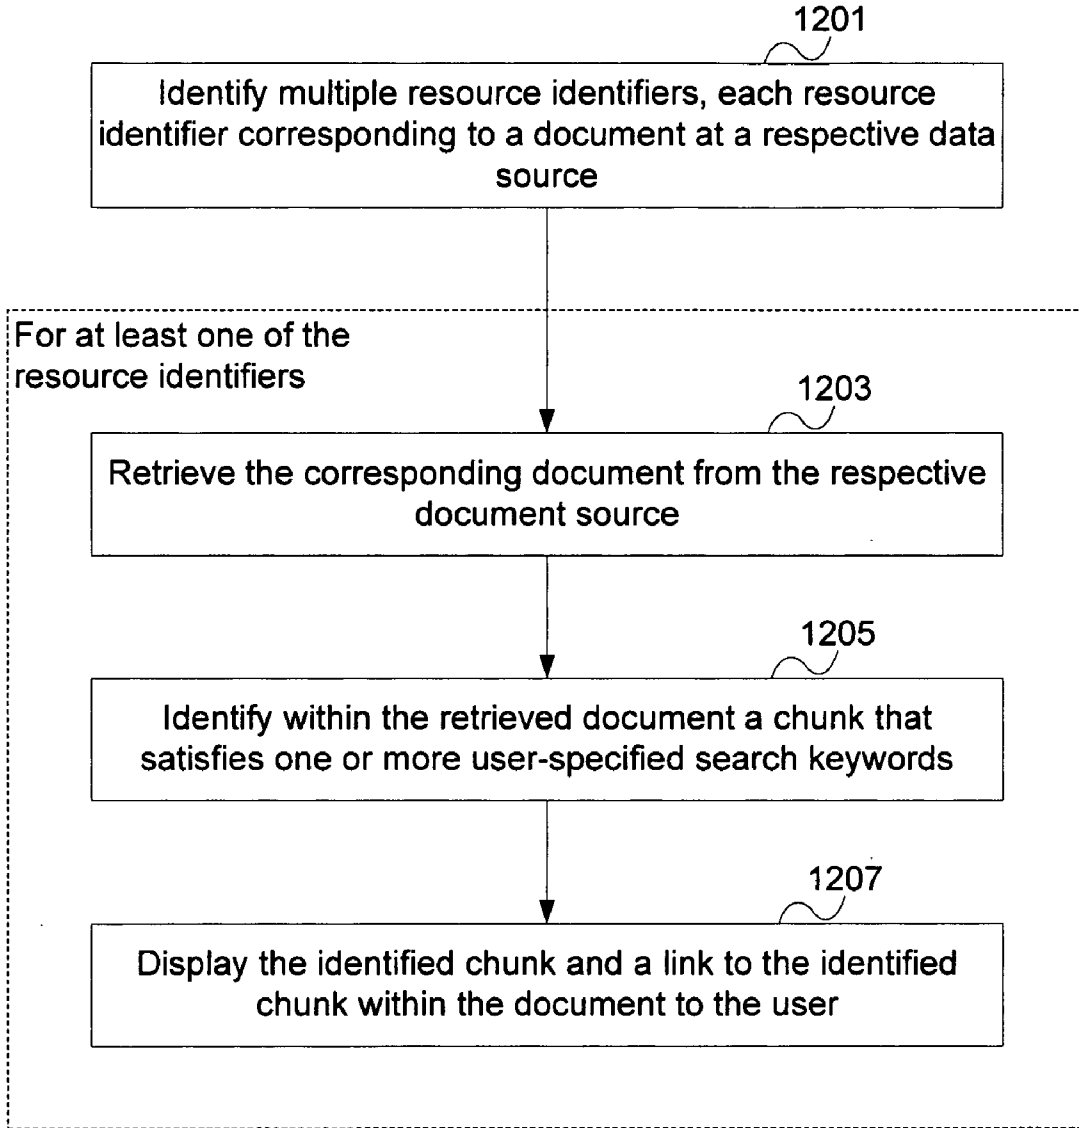 1201
Identify multiple resource identifiers, each resource
identifier corresponding to a document at a respective data
source
For at least one of the
resource identifiers
1203
Retrieve the corresponding document from the respective
document source
1205
Identify within the retrieved document a chunk that
satisfies one or more user-specified search keywords
1207
Display the identified chunk and a link to the identified
chunk within the document to the user